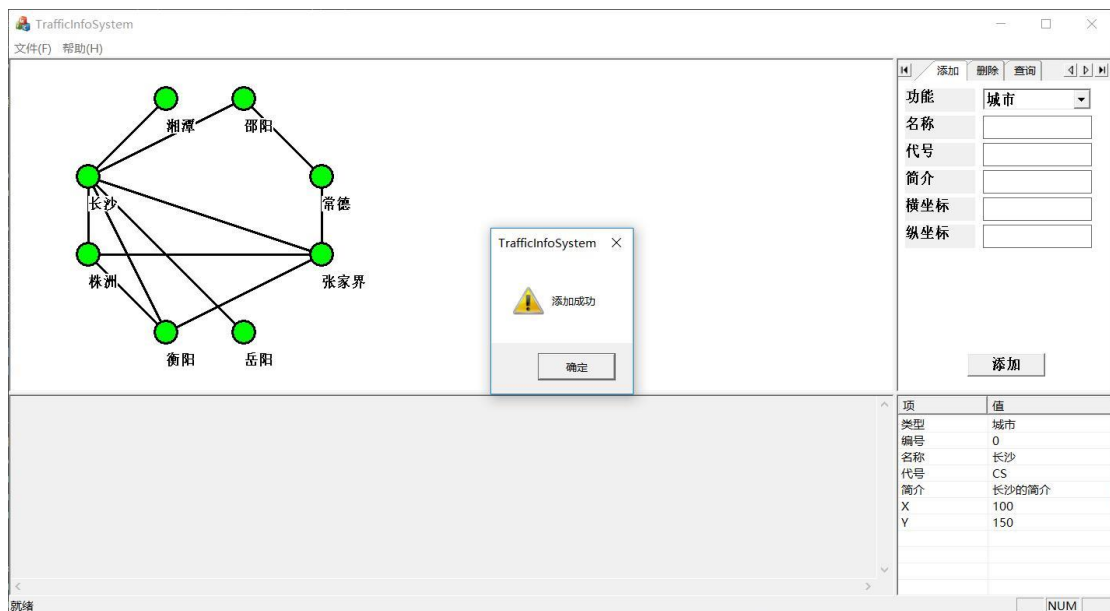 TrafficInfoSystem
文件(F) 帮助(H)
添加 删除 查询
功能 城市
名称
代号
简介
横坐标
纵坐标
添加
湘潭 邵阳
长沙 常德
株洲 张家界
衡阳 岳阳
TrafficInfoSystem
添加成功
确定
项 值
类型 城市
编号 0
名称 长沙
代号 CS
简介 长沙的简介
X 100
Y 150
就绪 NUM